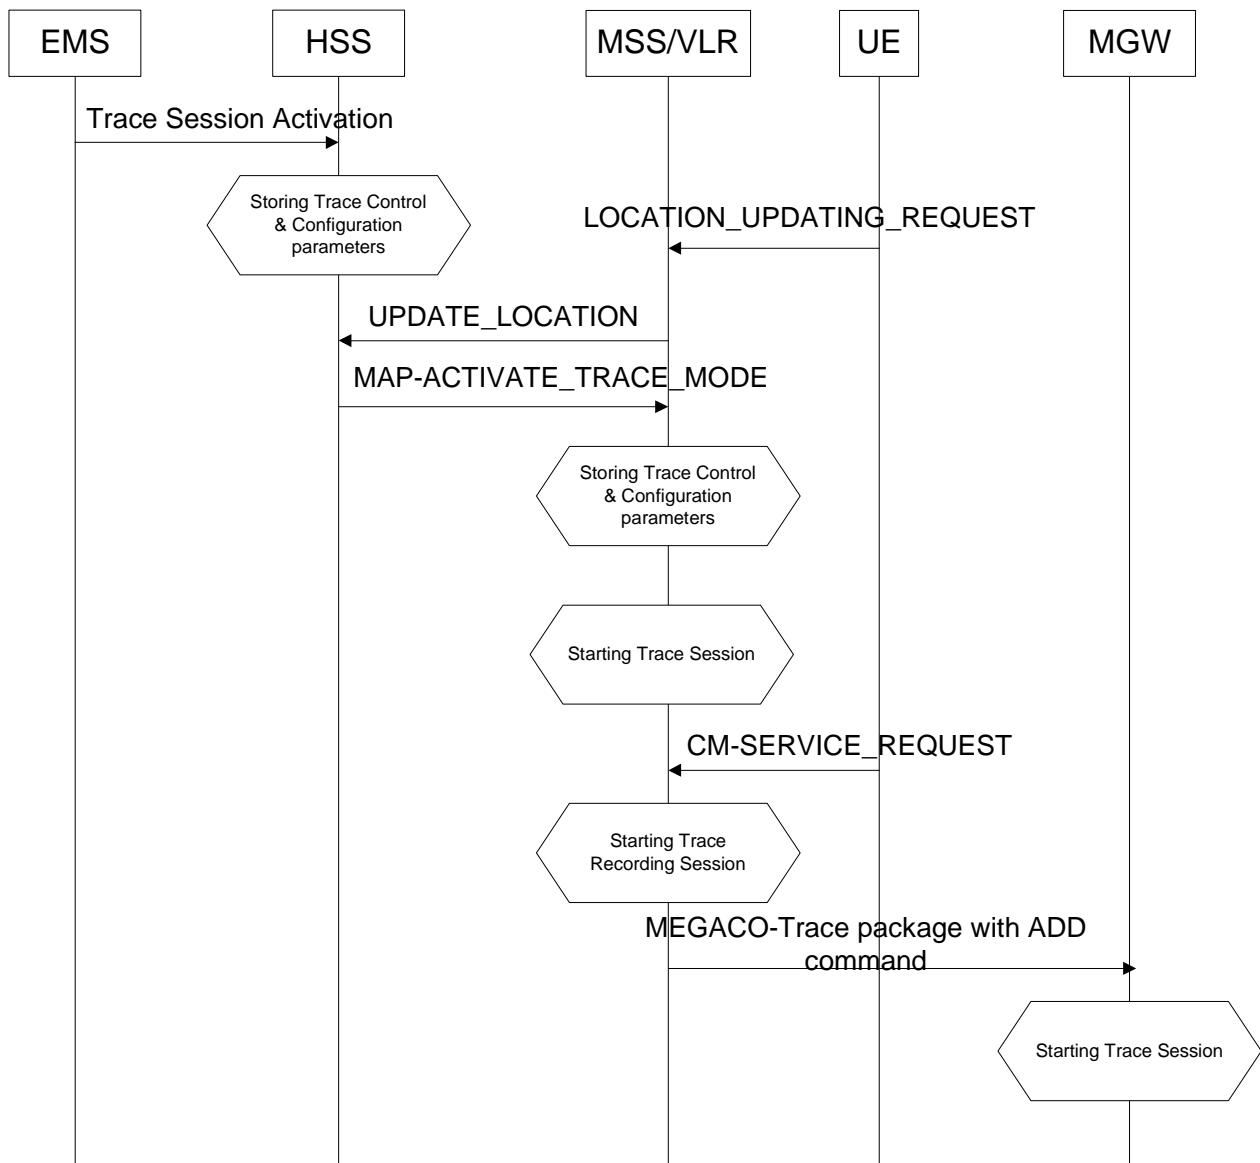 EMS
HSS
MSS/VLR
UE
MGW
Trace Session Activation
Storing Trace Control
& Configuration
parameters
LOCATION_UPDATING_REQUEST
UPDATE_LOCATION
MAP-ACTIVATE_TRACE_MODE
Storing Trace Control
& Configuration
parameters
Starting Trace Session
CM-SERVICE_REQUEST
Starting Trace
Recording Session
MEGACO-Trace package with ADD
command
Starting Trace Session